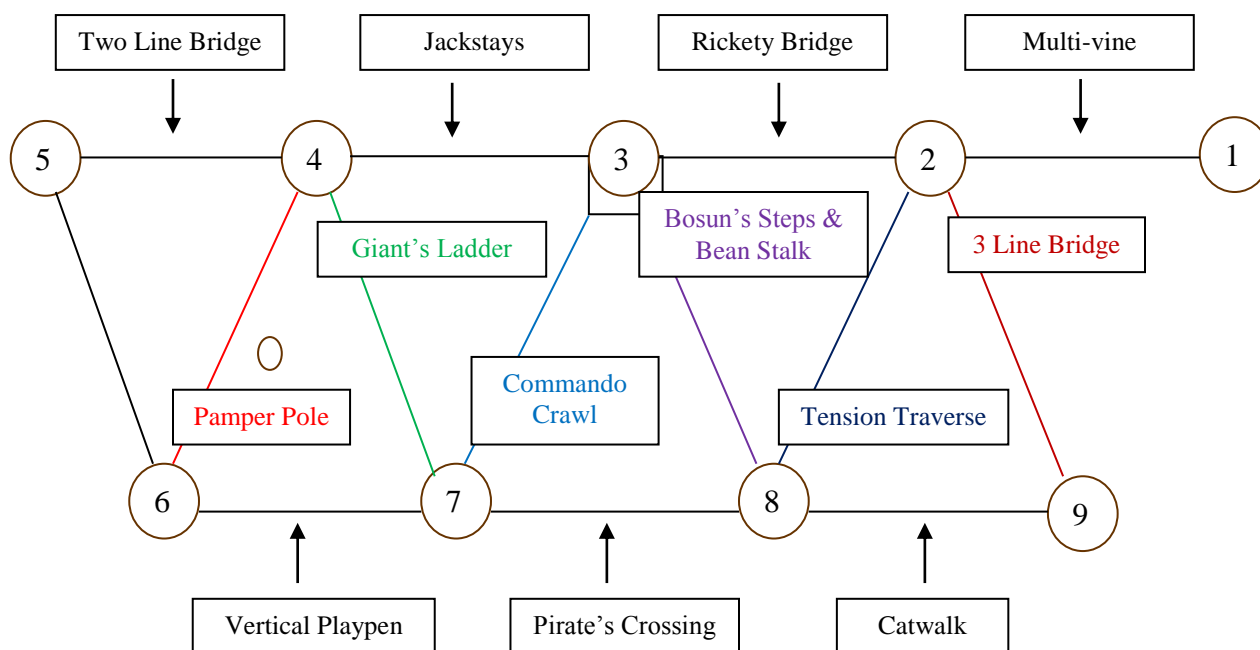 Two Line Bridge
Jackstays
Rickety Bridge
Multi-vine
5
4
3
2
1
Giant’s Ladder
Bosun’s Steps &
Bean Stalk
3 Line Bridge
Pamper Pole
Commando
Crawl
Tension Traverse
6
7
8
9
Vertical Playpen
Pirate’s Crossing
Catwalk